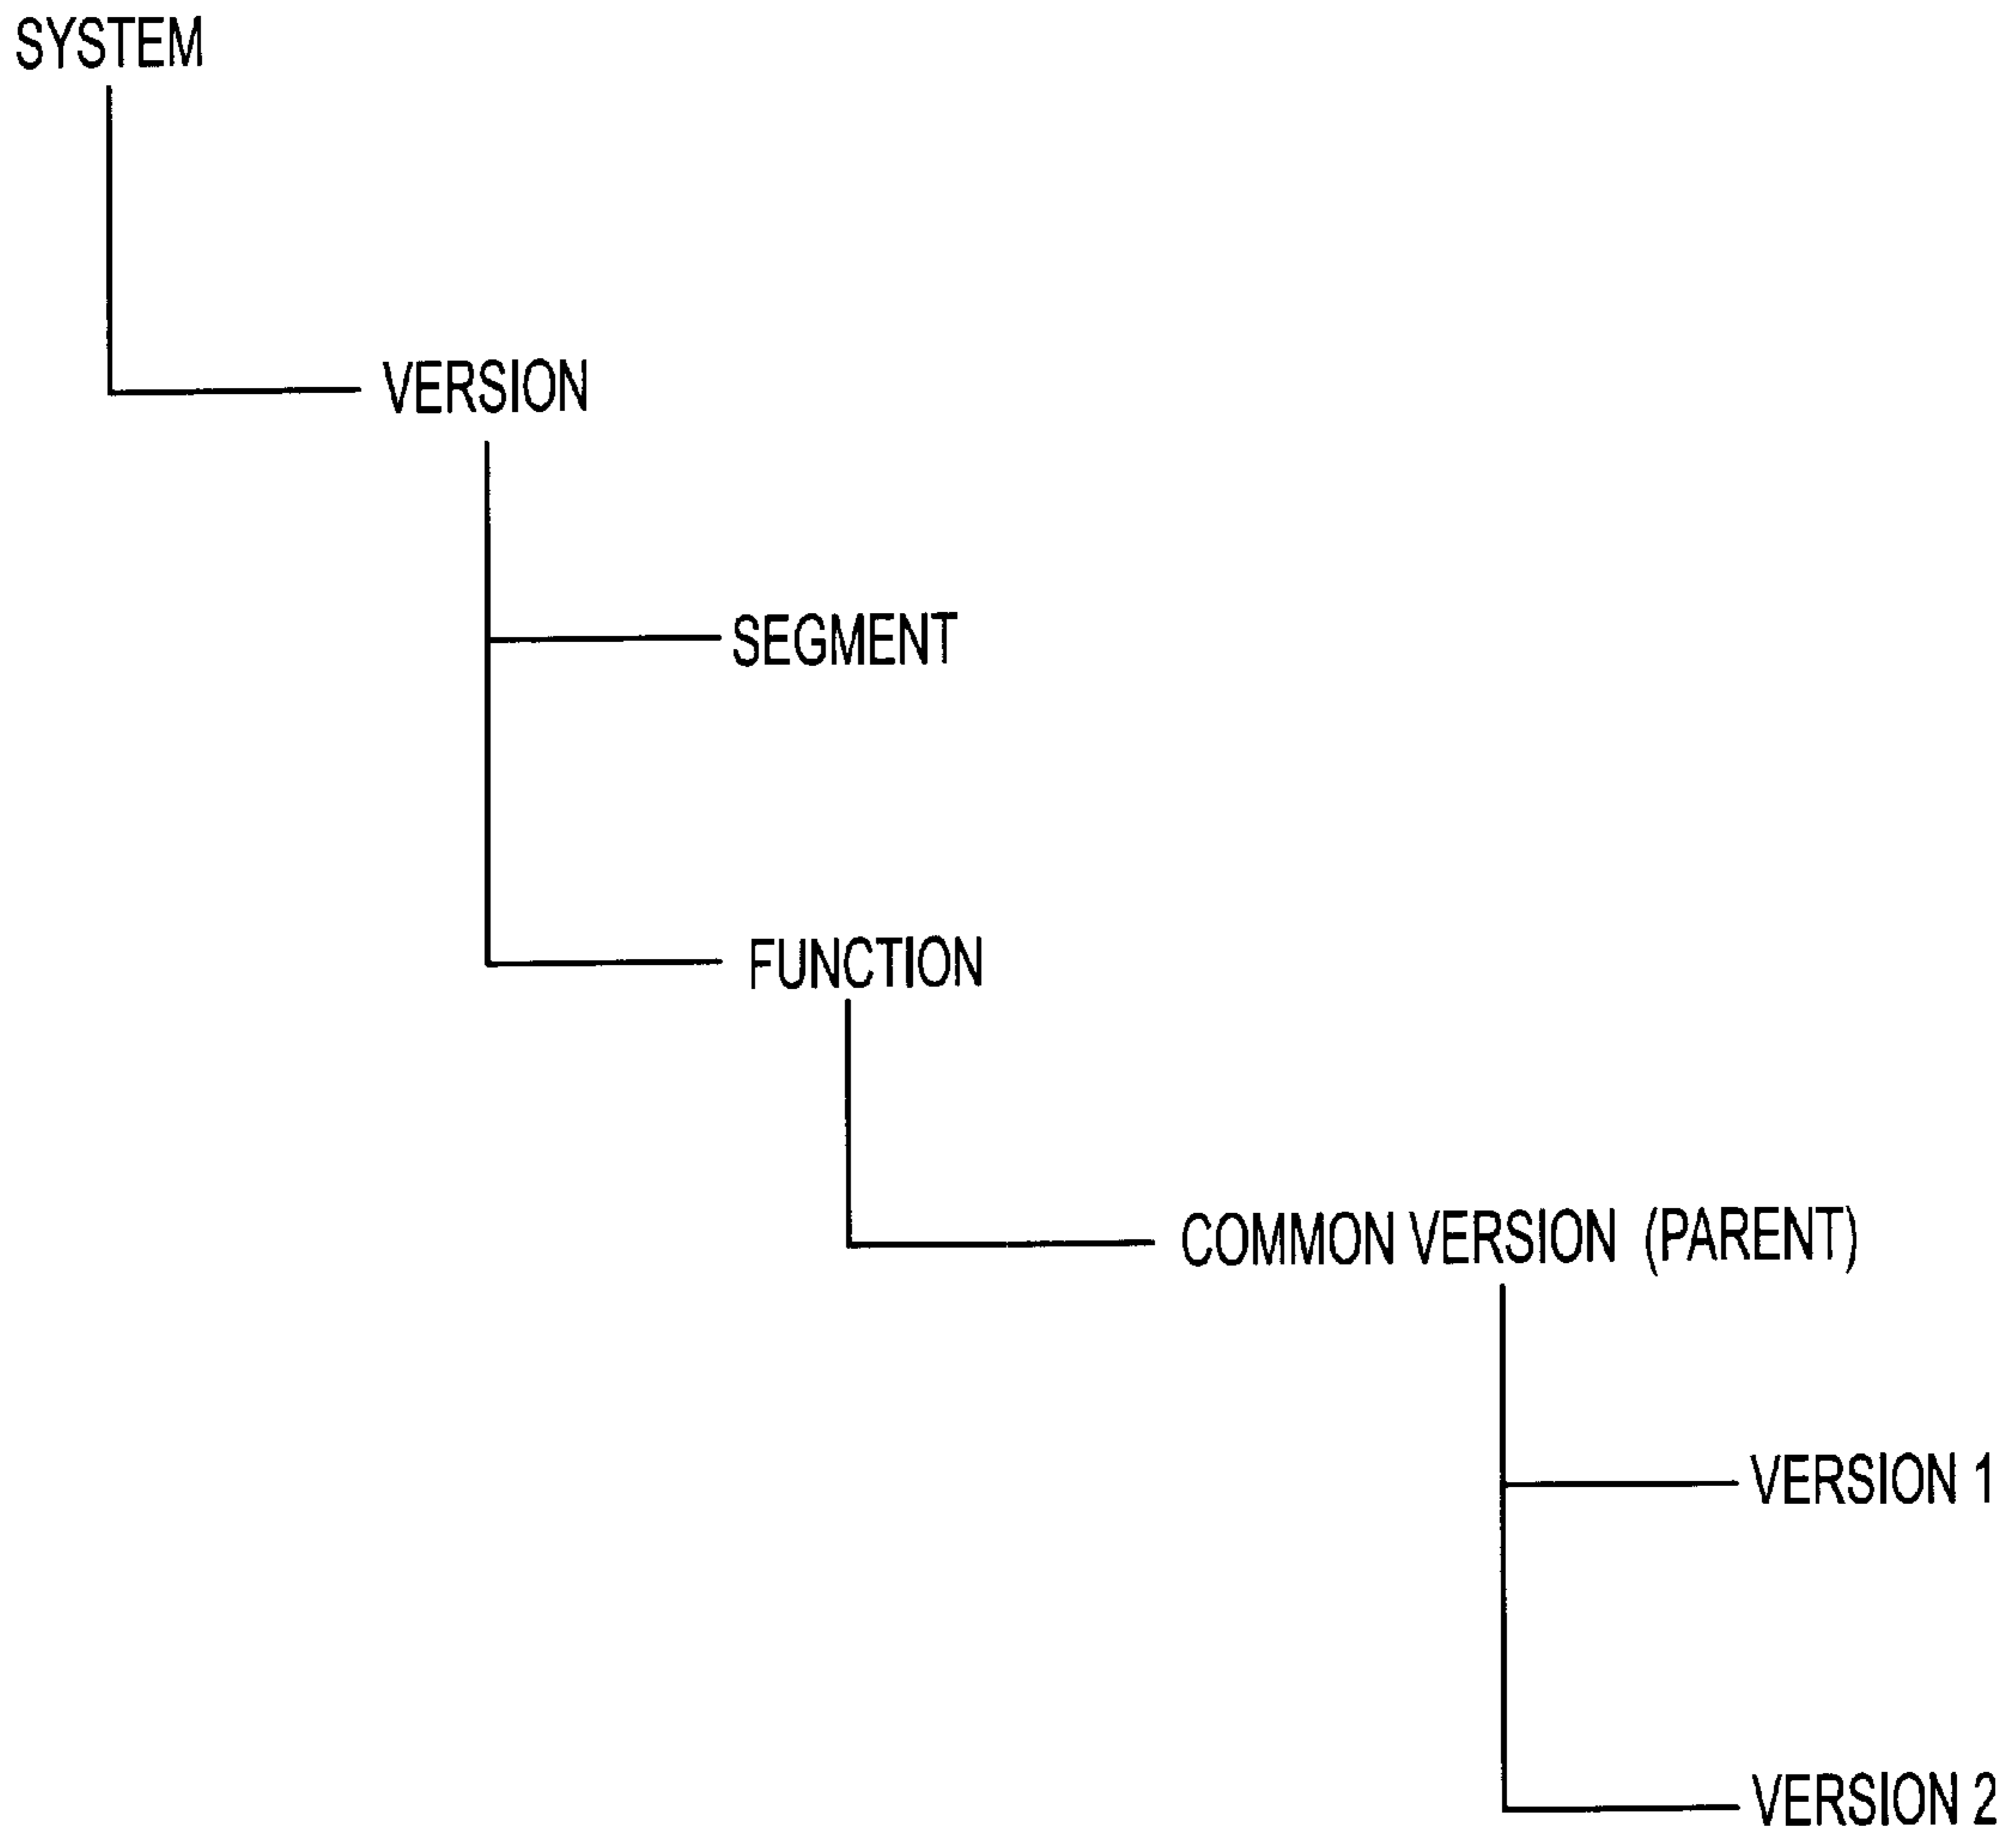 SYSTEM
VERSION
SEGMENT
FUNCTION
COMMON VERSION (PARENT)
VERSION 1
VERSION 2